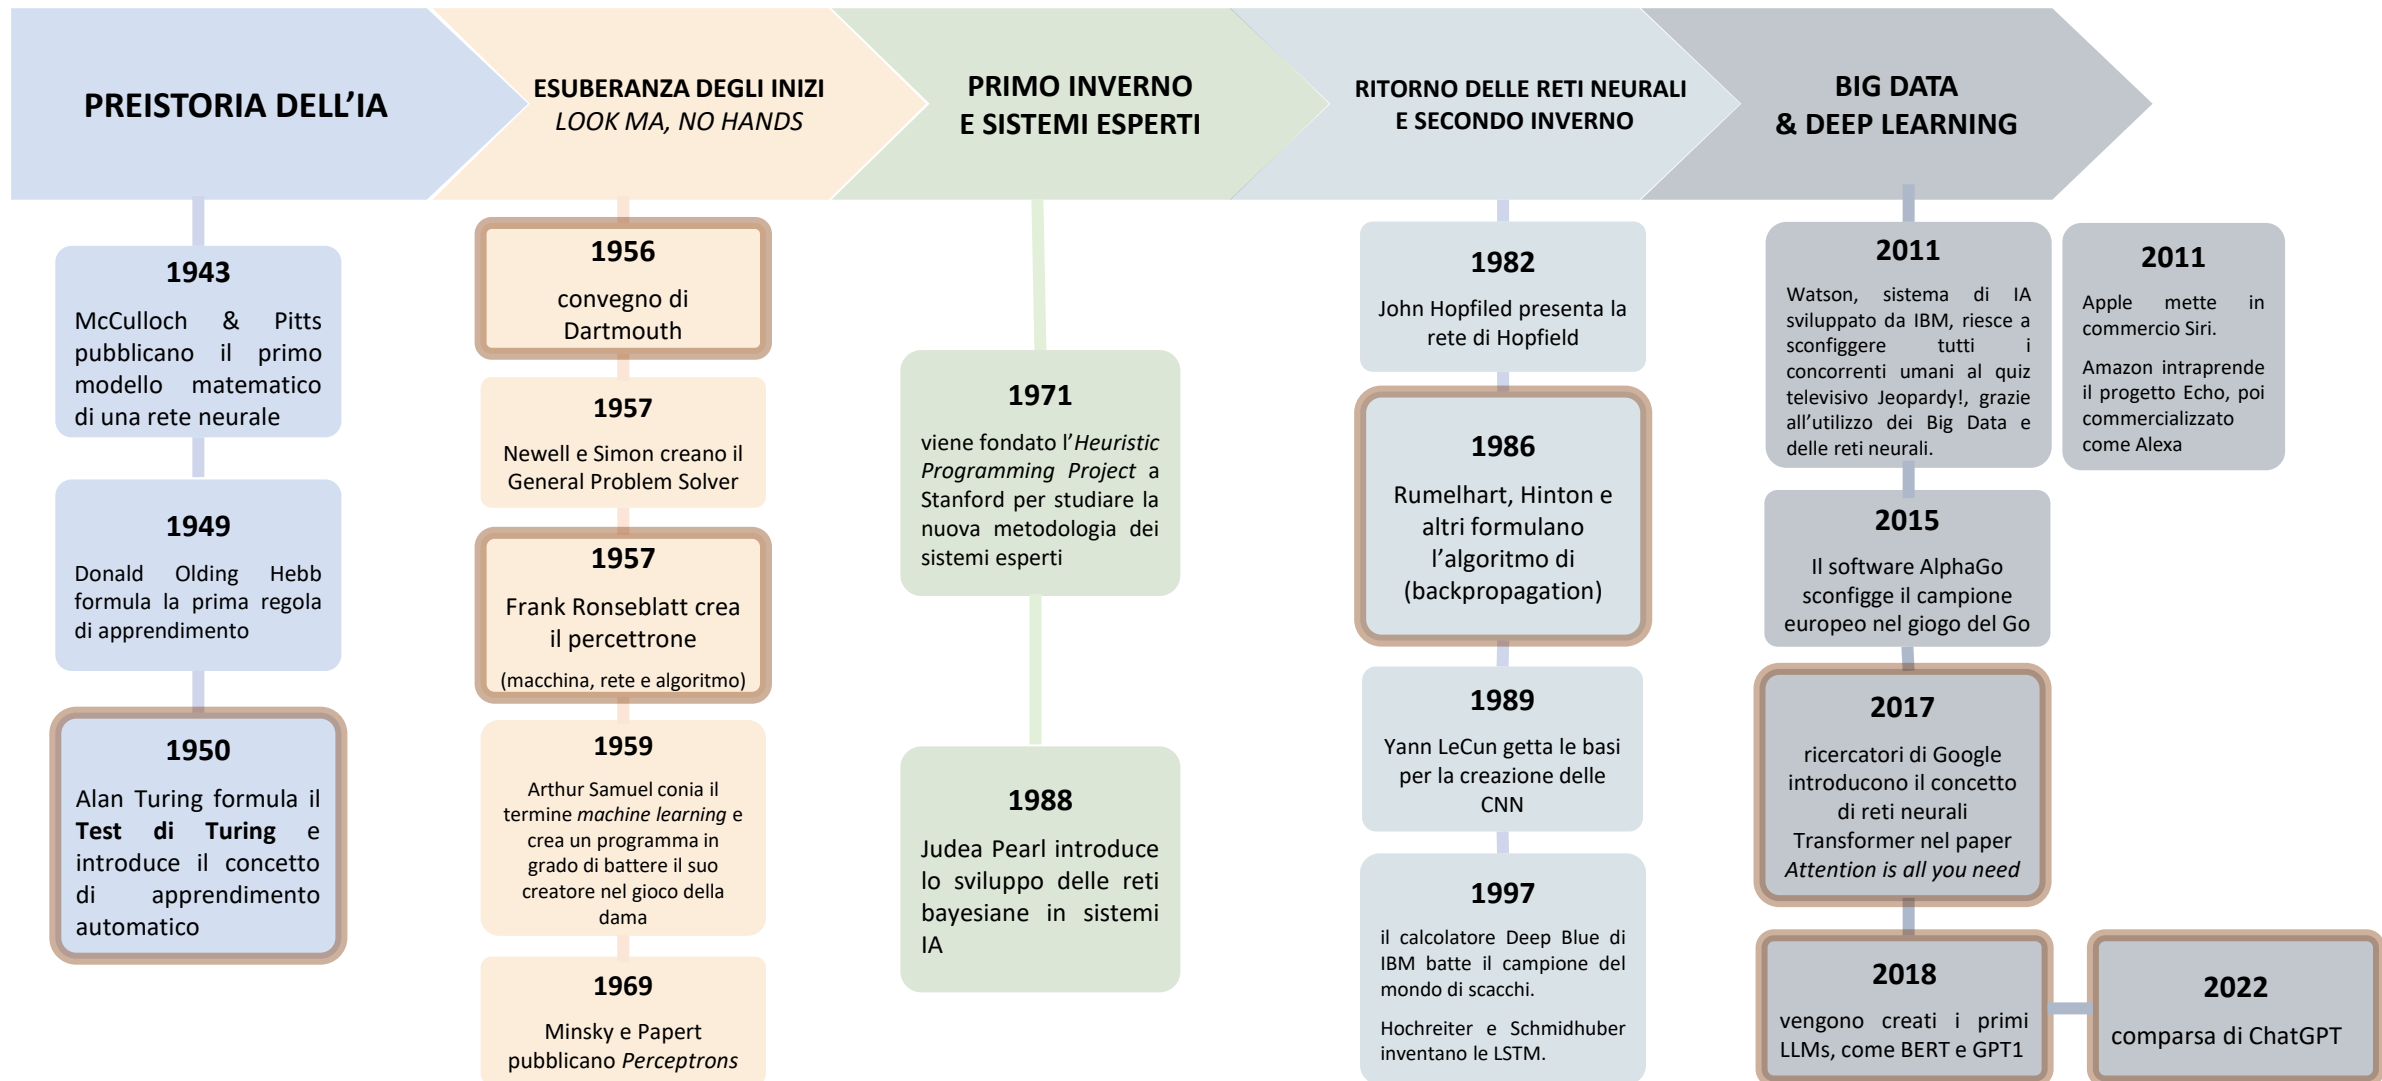 PREISTORIA DELL’IA
ESUBERANZA DEGLI INIZI
LOOK MA, NO HANDS
PRIMO INVERNO
E SISTEMI ESPERTI
RITORNO DELLE RETI NEURALI
E SECONDO INVERNO
BIG DATA
& DEEP LEARNING
1943
McCulloch & Pitts
pubblicano il primo
modello matematico
di una rete neurale
1949
Donald Olding Hebb
formula la prima regola
di apprendimento
1950
Alan Turing formula il
Test di Turing e
introduce il concetto
di apprendimento
automatico
1956
convegno di
Dartmouth
1957
Newell e Simon creano il
General Problem Solver
1957
Frank Ronseblatt crea
il percettrone
(macchina, rete e algoritmo)
1959
Arthur Samuel conia il
termine machine learning e
crea un programma in
grado di battere il suo
creatore nel gioco della
dama
1969
Minsky e Papert
pubblicano Perceptrons
1971
viene fondato l’Heuristic
Programming Project a
Stanford per studiare la
nuova metodologia dei
sistemi esperti
1988
Judea Pearl introduce
lo sviluppo delle reti
bayesiane in sistemi
IA
1982
John Hopfiled presenta la
rete di Hopfield
1986
Rumelhart, Hinton e
altri formulano
l’algoritmo di
(backpropagation)
1989
Yann LeCun getta le basi
per la creazione delle
CNN
1997
il calcolatore Deep Blue di
IBM batte il campione del
mondo di scacchi.
Hochreiter e Schmidhuber
inventano le LSTM.
2011
Watson, sistema di IA
sviluppato da IBM, riesce a
sconfiggere tutti i
concorrenti umani al quiz
televisivo Jeopardy!, grazie
all’utilizzo dei Big Data e
delle reti neurali.
2011
Apple mette in
commercio Siri.
Amazon intraprende
il progetto Echo, poi
commercializzato
come Alexa
2015
Il software AlphaGo
sconfigge il campione
europeo nel giogo del Go
2017
ricercatori di Google
introducono il concetto
di reti neurali
Transformer nel paper
Attention is all you need
2018
vengono creati i primi
LLMs, come BERT e GPT1
2022
comparsa di ChatGPT